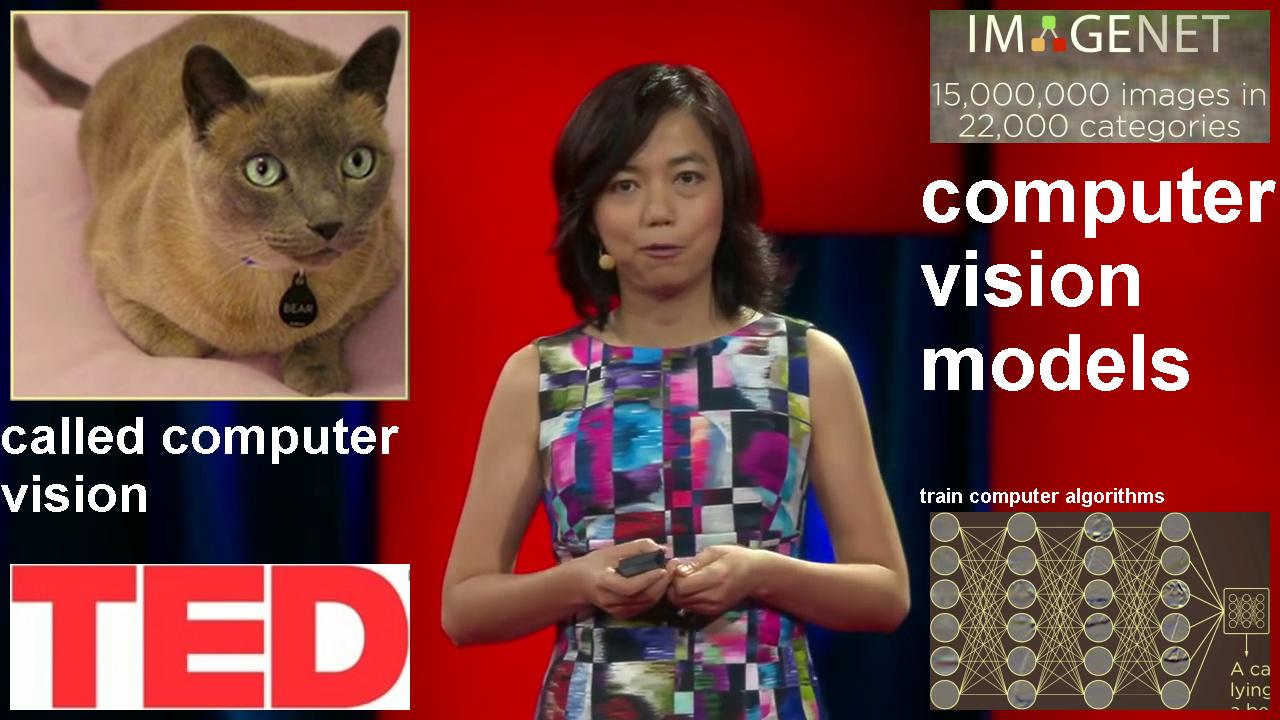 BEAR
called computer
vision
TED
IMAGENET
15,000,000 images in
22,000 categories
computer
vision
models
train computer algorithms
A ca
lying